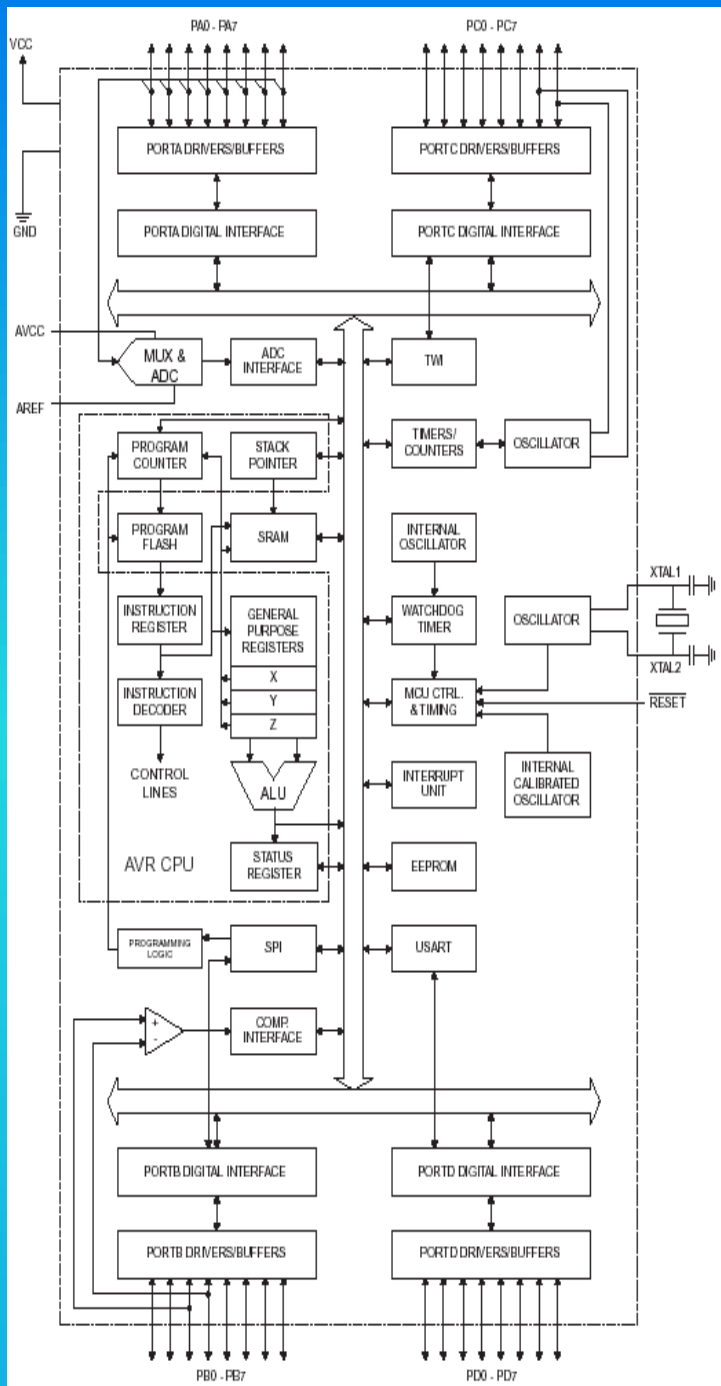 PA0 - PA7
PC0 - PC7
VCC
PORTA DRIVERS/BUFFERS
PORTC DRIVERS/BUFFERS
GND
PORTA DIGITAL INTERFACE
PORTC DIGITAL INTERFACE
AVCC
MUX &
ADC
ADC
INTERFACE
TWI
AREF
PROGRAM
COUNTER
STACK
POINTER
TIMERS/
COUNTERS
OSCILLATOR
PROGRAM
FLASH
SRAM
INTERNAL
OSCILLATOR
XTAL1
INSTRUCTION
REGISTER
GENERAL
PURPOSE
REGISTERS
WATCHDOG
TIMER
OSCILLATOR
XTAL2
X
INSTRUCTION
DECODER
Y
MCU CTRL.
& TIMING
RESET
Z
CONTROL
LINES
ALU
INTERRUPT
UNIT
INTERNAL
CALIBRATED
OSCILLATOR
AVR CPU
STATUS
REGISTER
EEPROM
PROGRAMMING
LOGIC
SPI
USART
+
-
COMP.
INTERFACE
PORTB DIGITAL INTERFACE
PORTD DIGITAL INTERFACE
PORTB DRIVERS/BUFFERS
PORTD DRIVERS/BUFFERS
PB0 - PB7
PD0 - PD7